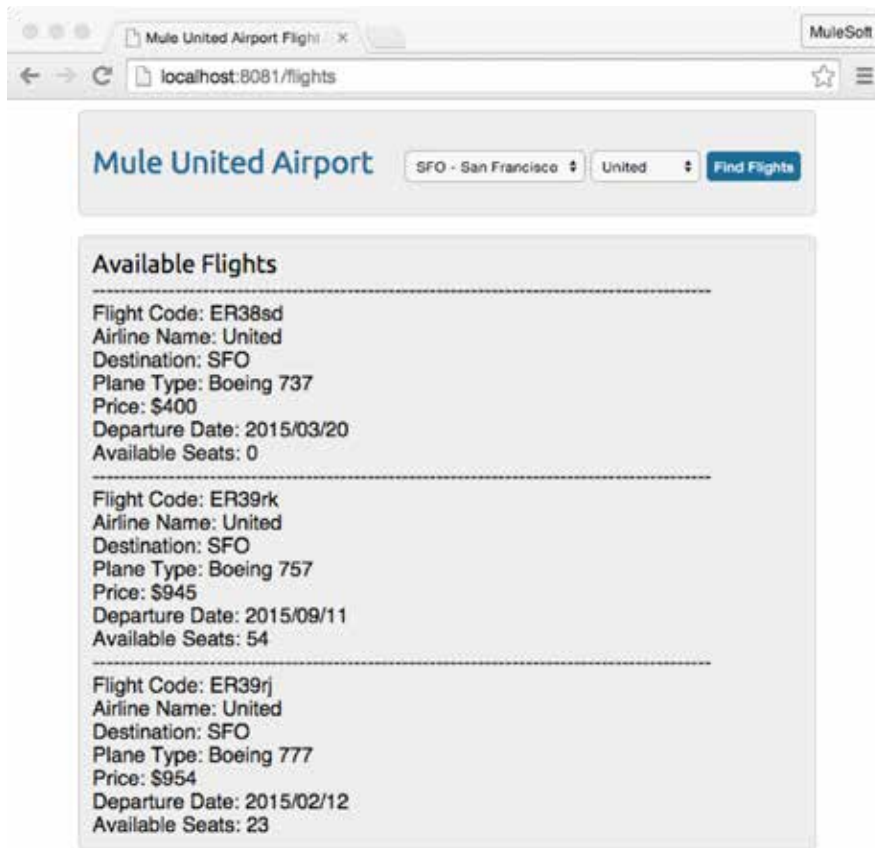 Mule United Airport Flight
MuleSoft
localhost:8081/flights
Mule United Airport
SFO - San Francisco
United
Find Flights
Available Flights
Flight Code: ER38sd
Airline Name: United
Destination: SFO
Plane Type: Boeing 737
Price: $400
Departure Date: 2015/03/20
Available Seats: 0
Flight Code: ER39rk
Airline Name: United
Destination: SFO
Plane Type: Boeing 757
Price: $945
Departure Date: 2015/09/11
Available Seats: 54
Flight Code: ER39rj
Airline Name: United
Destination: SFO
Plane Type: Boeing 777
Price: $954
Departure Date: 2015/02/12
Available Seats: 23